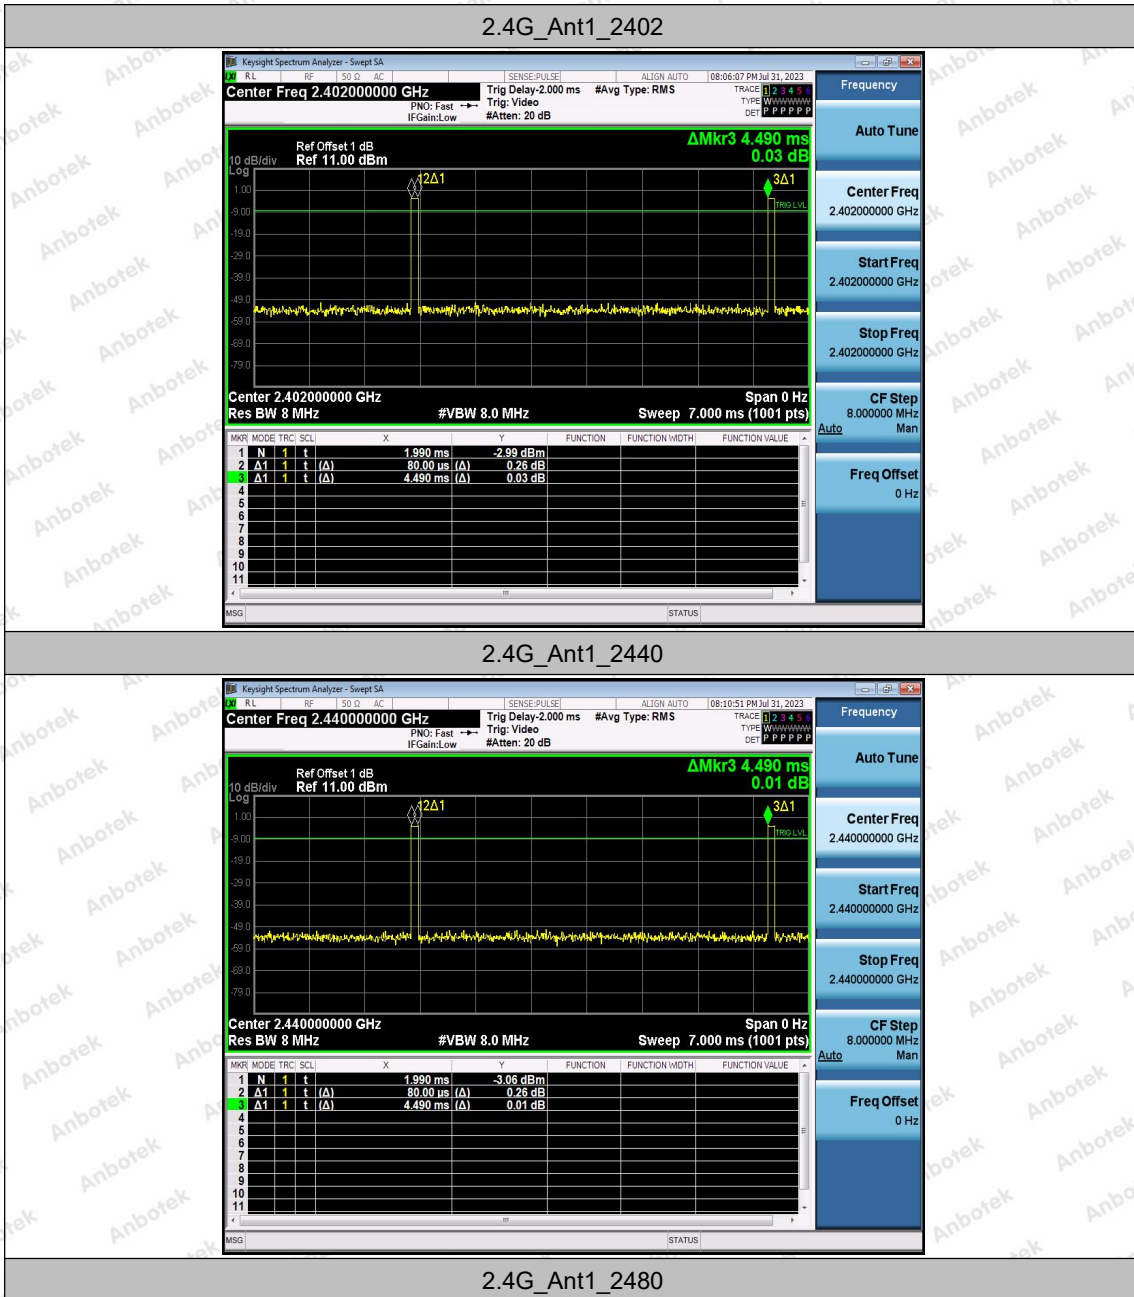 2.4G_Ant1_2402
Keysight Spectrum Analyzer - Swept SA
LXI RL RF 50 Ω AC SENSE:PULSE ALIGN AUTO 08:06:07 PM Jul 31, 2023
Center Freq 2.402000000 GHz
PNO: Fast
IFGain:Low
Trig Delay-2.000 ms
Trig: Video
#Atten: 20 dB
#Avg Type: RMS
TRACE 1 2 3 4 5 6
TYPE WWWWWW
DET P P P P P P
ΔMkr3 4.490 ms
0.03 dB
10 dB/div
Log
Ref Offset 1 dB
Ref 11.00 dBm
1.00
-9.00
-19.0
-29.0
-39.0
-49.0
-59.0
-69.0
-79.0
12Δ1
3Δ1
TRIG LVL
Center 2.402000000 GHz Span 0 Hz
Res BW 8 MHz #VBW 8.0 MHz Sweep 7.000 ms (1001 pts)
MKR MODE TRC SCL X Y FUNCTION FUNCTION WIDTH FUNCTION VALUE
1 N 1 t 1.990 ms -2.99 dBm
2 Δ1 1 t (Δ) 80.00 us (Δ) 0.26 dB
3 Δ1 1 t (Δ) 4.490 ms (Δ) 0.03 dB
4
5
6
7
8
9
10
11
MSG STATUS
Frequency
Auto Tune
Center Freq
2.402000000 GHz
Start Freq
2.402000000 GHz
Stop Freq
2.402000000 GHz
CF Step
8.000000 MHz
Auto Man
Freq Offset
0 Hz
2.4G_Ant1_2440
Keysight Spectrum Analyzer - Swept SA
LXI RL RF 50 Ω AC SENSE:PULSE ALIGN AUTO 08:10:51 PM Jul 31, 2023
Center Freq 2.440000000 GHz
PNO: Fast
IFGain:Low
Trig Delay-2.000 ms
Trig: Video
#Atten: 20 dB
#Avg Type: RMS
TRACE 1 2 3 4 5 6
TYPE WWWWWW
DET P P P P P P
ΔMkr3 4.490 ms
0.01 dB
10 dB/div
Log
Ref Offset 1 dB
Ref 11.00 dBm
1.00
-9.00
-19.0
-29.0
-39.0
-49.0
-59.0
-69.0
-79.0
12Δ1
3Δ1
TRIG LVL
Center 2.440000000 GHz Span 0 Hz
Res BW 8 MHz #VBW 8.0 MHz Sweep 7.000 ms (1001 pts)
MKR MODE TRC SCL X Y FUNCTION FUNCTION WIDTH FUNCTION VALUE
1 N 1 t 1.990 ms -3.06 dBm
2 Δ1 1 t (Δ) 80.00 us (Δ) 0.26 dB
3 Δ1 1 t (Δ) 4.490 ms (Δ) 0.01 dB
4
5
6
7
8
9
10
11
MSG STATUS
Frequency
Auto Tune
Center Freq
2.440000000 GHz
Start Freq
2.440000000 GHz
Stop Freq
2.440000000 GHz
CF Step
8.000000 MHz
Auto Man
Freq Offset
0 Hz
2.4G_Ant1_2480
Anbotek